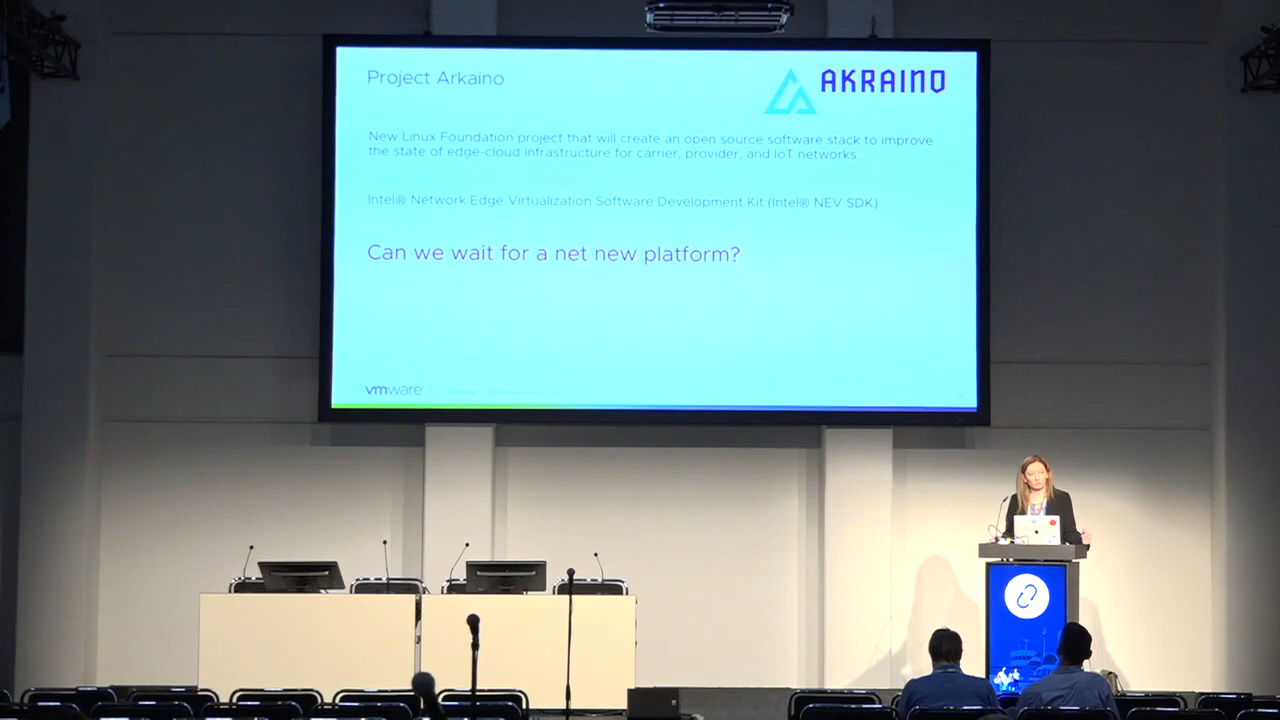 Project Arkaino
AKRAINO
New Linux Foundation project that will create an open source software stack to improve
the state of edge-cloud infrastructure for carrier, provider, and IoT networks.
Intel® Network Edge Virtualization Software Development Kit (Intel® NEV SDK)
Can we wait for a net new platform?
vmware